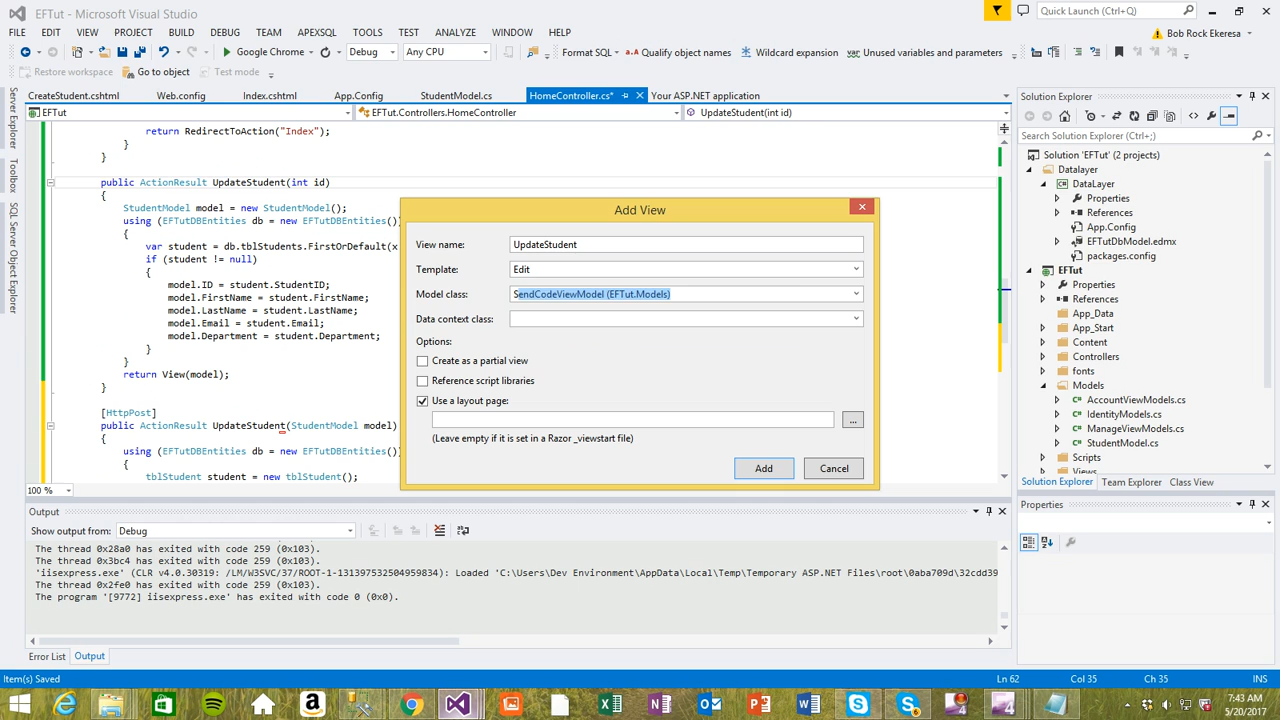 EFTut - Microsoft Visual Studio
Quick Launch (Ctrl+Q)
FILE EDIT VIEW PROJECT BUILD DEBUG TEAM APEXSQL TOOLS TEST ANALYZE WINDOW HELP
Bob Rock Ekeresa
Google Chrome Debug Any CPU Format SQL .A Qualify object names Wildcard expansion Unused variables and parameters
Restore workspace Go to object Test mode
Server Explorer
Toolbox
SQL Server Object Explorer
CreateStudent.cshtml Web.config Index.cshtml App.Config StudentModel.cs HomeController.cs* Your ASP.NET application
EFTut EFTut.Controllers.HomeController UpdateStudent(int id)
return RedirectToAction("Index");
}
}
public ActionResult UpdateStudent(int id)
{
StudentModel model = new StudentModel();
using (EFTutDBEntities db = new EFTutDBEntities()
{
var student = db.tblStudents.FirstOrDefault(x
if (student != null)
{
model.ID = student.StudentID;
model.FirstName = student.FirstName;
model.LastName = student.LastName;
model.Email = student.Email;
model.Department = student.Department;
}
}
return View(model);
}
[HttpPost]
public ActionResult UpdateStudent(StudentModel model)
{
using (EFTutDBEntities db = new EFTutDBEntities()
{
tblStudent student = new tblStudent();
100 %
Add View
View name: UpdateStudent
Template: Edit
Model class: SendCodeViewModel (EFTut.Models)
Data context class:
Options:
Create as a partial view
Reference script libraries
Use a layout page:
...
(Leave empty if it is set in a Razor _viewstart file)
Add Cancel
Solution Explorer
Search Solution Explorer (Ctrl+;)
Solution 'EFTut' (2 projects)
Datalayer
DataLayer
Properties
References
App.Config
EFTutDbModel.edmx
packages.config
EFTut
Properties
References
App_Data
App_Start
Content
Controllers
fonts
Models
AccountViewModels.cs
IdentityModels.cs
ManageViewModels.cs
StudentModel.cs
Scripts
Views
Solution Explorer Team Explorer Class View
Properties
Output
Show output from: Debug
The thread 0x28a0 has exited with code 259 (0x103).
The thread 0x3bc4 has exited with code 259 (0x103).
'iisexpress.exe' (CLR v4.0.30319: /LM/W3SVC/37/ROOT-1-131397532504959834): Loaded 'C:\Users\Dev Environment\AppData\Local\Temp\Temporary ASP.NET Files\root\0aba709d\32cdd39
The thread 0x2fe0 has exited with code 259 (0x103).
The program '[9772] iisexpress.exe' has exited with code 0 (0x0).
Error List Output
Item(s) Saved Ln 62 Col 35 Ch 35 INS
7:43 AM
5/20/2017